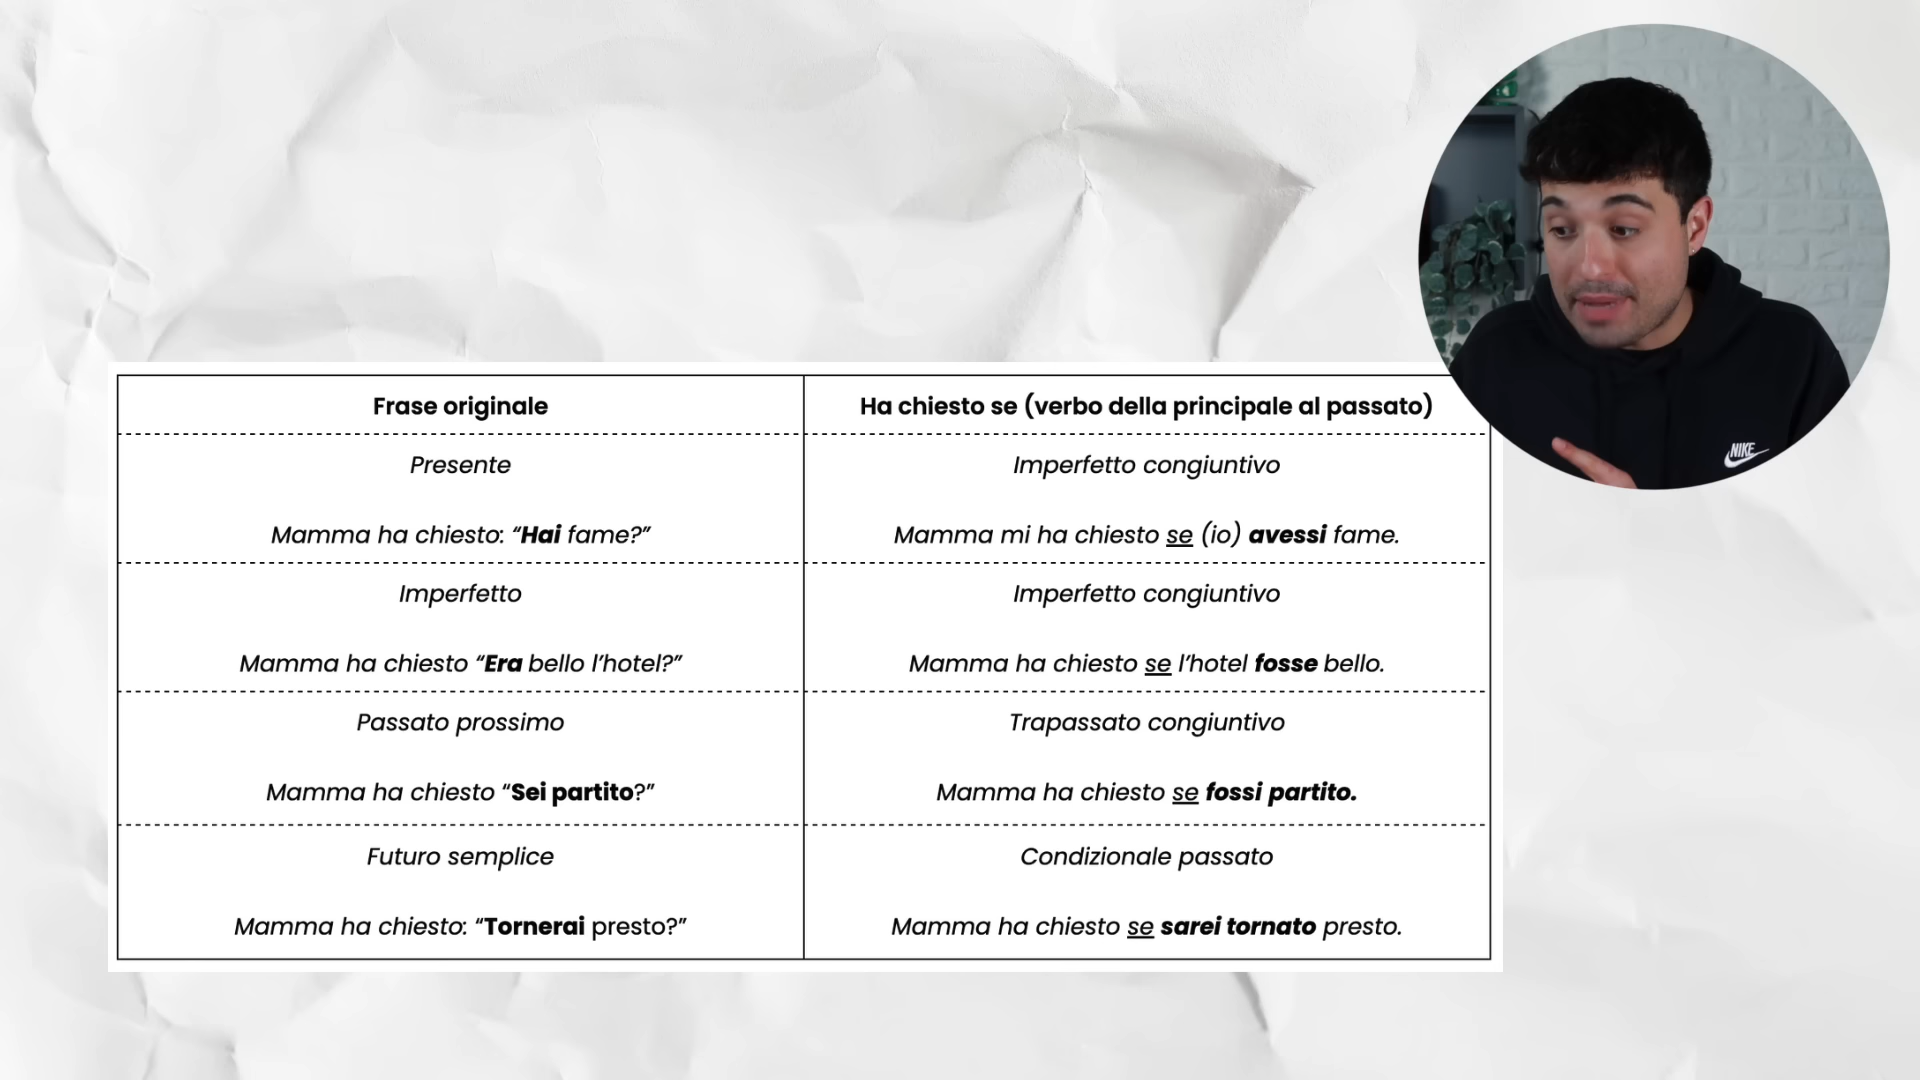 Frase originale
Ha chiesto se (verbo della principale al passato)
Presente
Imperfetto congiuntivo
Mamma ha chiesto: “Hai fame?”
Mamma mi ha chiesto se (io) avessi fame.
Imperfetto
Imperfetto congiuntivo
Mamma ha chiesto “Era bello l’hotel?”
Mamma ha chiesto se l’hotel fosse bello.
Passato prossimo
Trapassato congiuntivo
Mamma ha chiesto “Sei partito?”
Mamma ha chiesto se fossi partito.
Futuro semplice
Condizionale passato
Mamma ha chiesto: “Tornerai presto?”
Mamma ha chiesto se sarei tornato presto.
NIKE